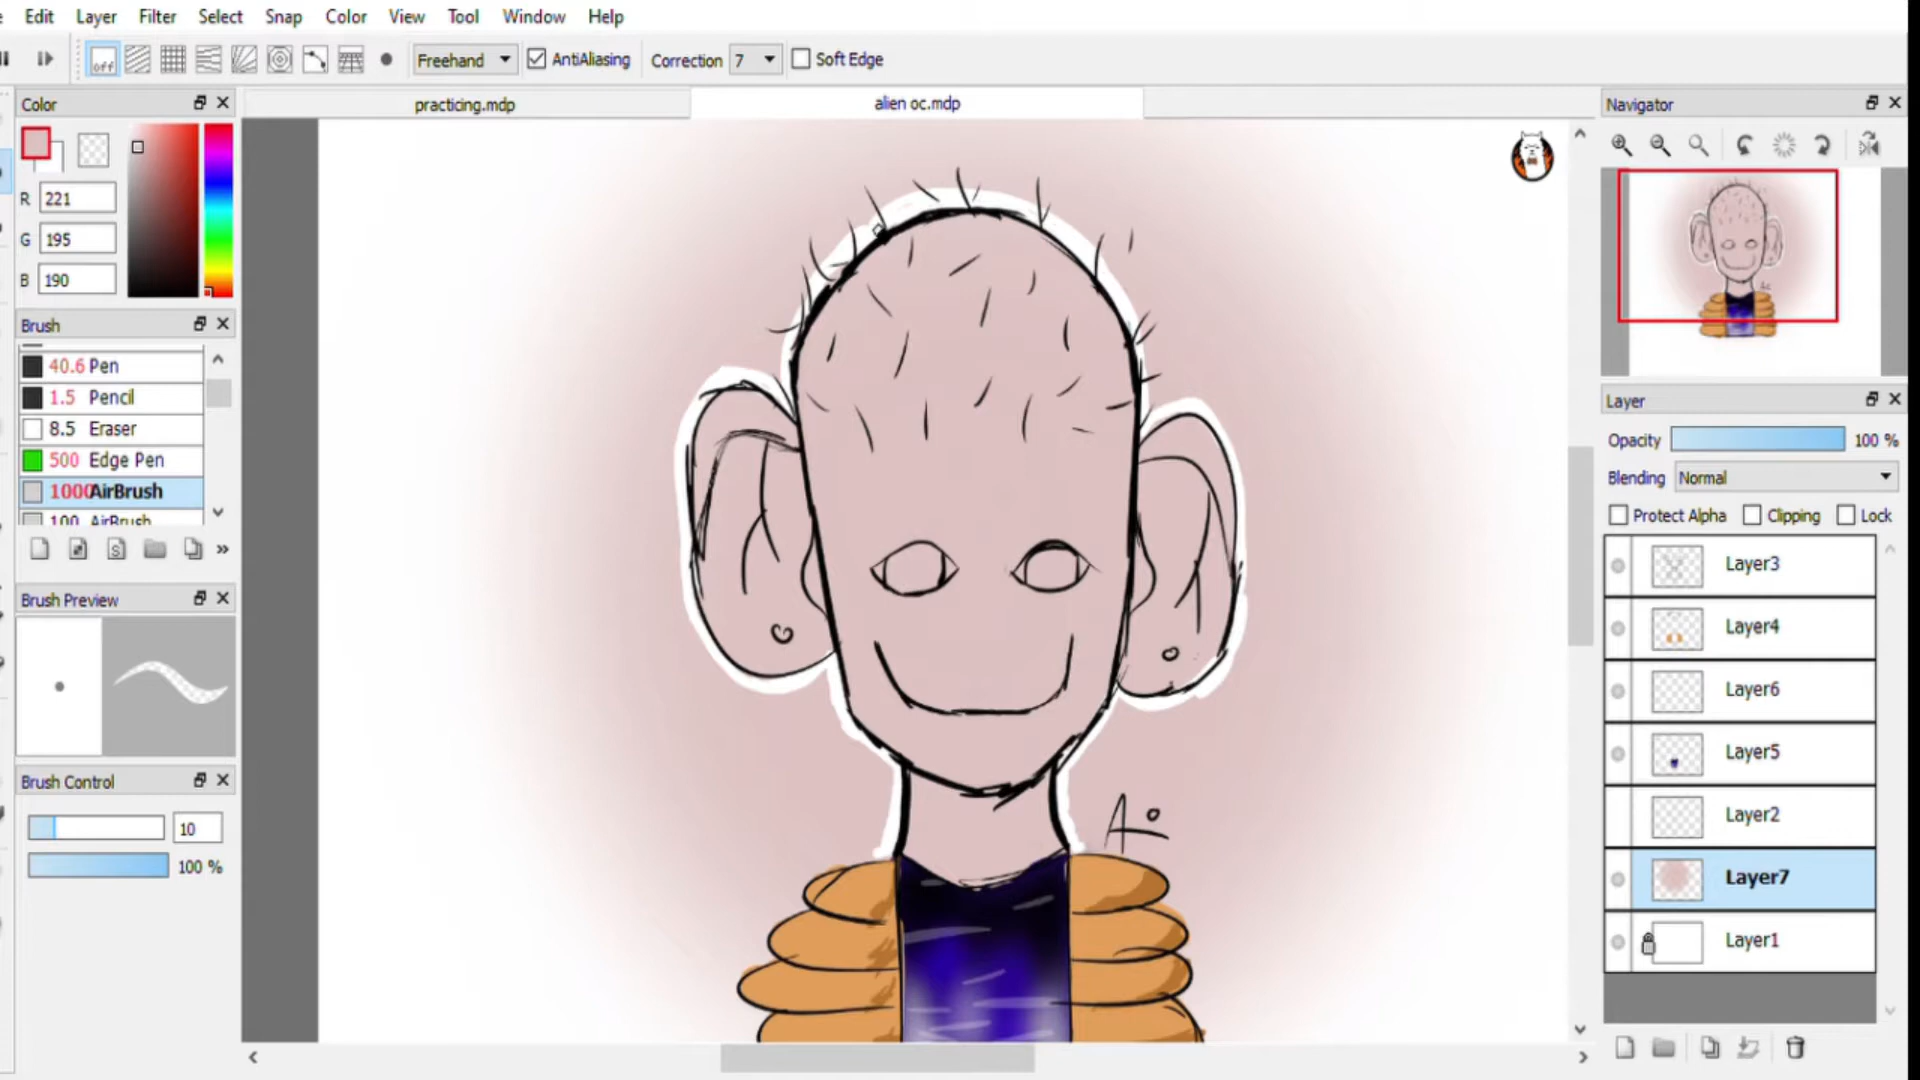 Edit Layer Filter Select Snap Color View Tool Window Help
off Freehand AntiAliasing Correction 7 Soft Edge
Color
practicing.mdp
alien oc.mdp
Navigator
R 221
G 195
B 190
Brush
40.6 Pen
1.5 Pencil
8.5 Eraser
500 Edge Pen
1000 AirBrush
100 AirBrush
S
Brush Preview
Brush Control
10
100 %
Layer
Opacity 100 %
Blending Normal
Protect Alpha Clipping Lock
Layer3
Layer4
Layer6
Layer5
Layer2
Layer7
Layer1